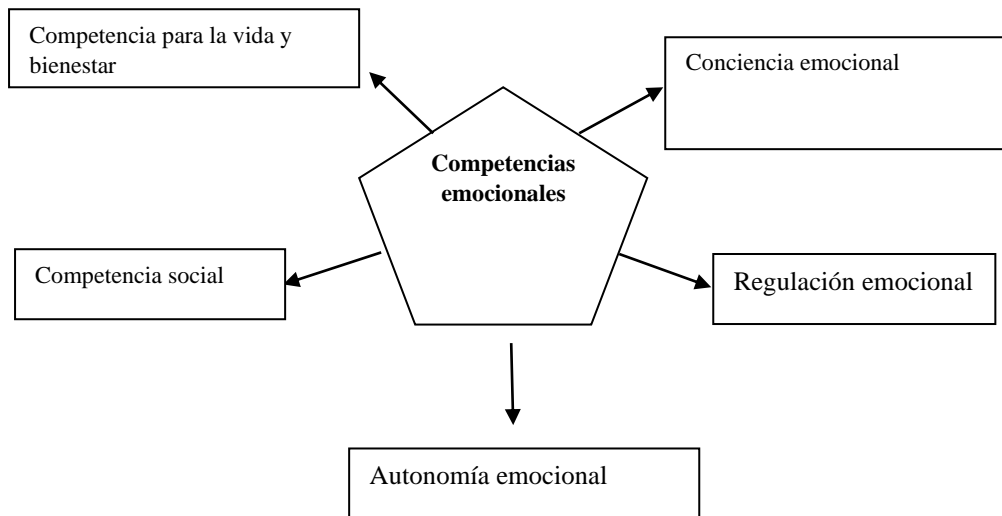 Competencia para la vida y
bienestar
Conciencia emocional
Competencias
emocionales
Competencia social
Regulación emocional
Autonomía emocional